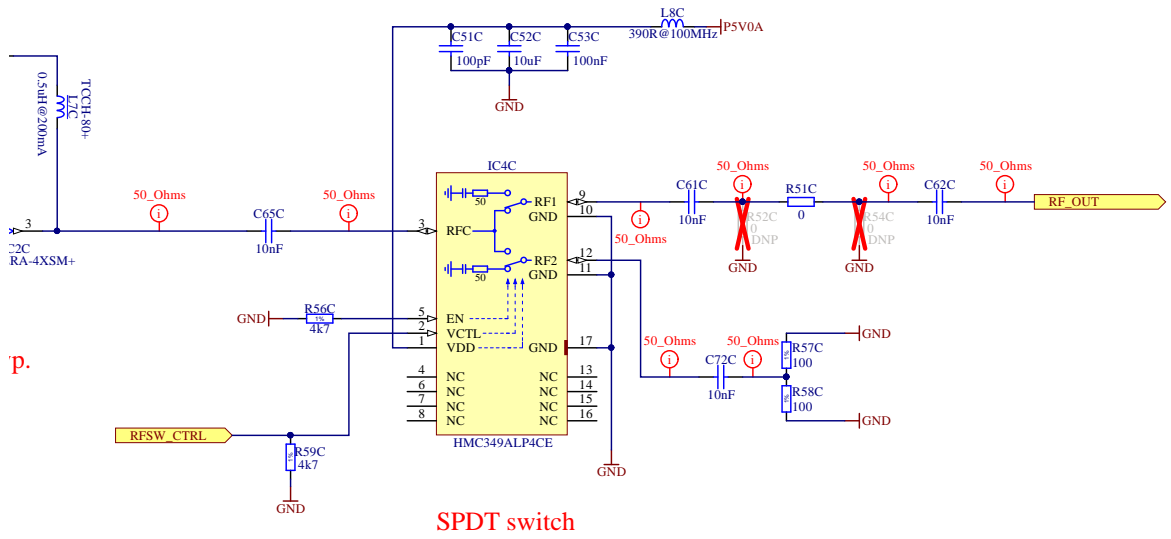 L8C
390R@100MHz
P5V0A
C51C
100pF
C52C
10uF
C53C
100nF
GND
TCCH-80+
L7C
0.5uH@200mA
3
C2C
RA-4XSM+
50_Ohms
i
C65C
10nF
50_Ohms
i
IC4C
3
RFC
50
50
RF1
9
GND
10
RF2
12
GND
11
EN
5
VCTL
2
VDD
1
GND
17
NC
4
NC
6
NC
7
NC
8
NC
13
NC
14
NC
15
NC
16
HMC349ALP4CE
C61C
10nF
50_Ohms
i
50_Ohms
i
R52C
0
DNP
GND
R51C
0
50_Ohms
i
R54C
0
DNP
GND
C62C
10nF
50_Ohms
i
RF_OUT
GND
R56C
1%
4k7
p.
RFSW_CTRL
R59C
1%
4k7
GND
GND
50_Ohms
i
C72C
10nF
50_Ohms
i
R57C
1%
100
GND
R58C
1%
100
GND
SPDT switch